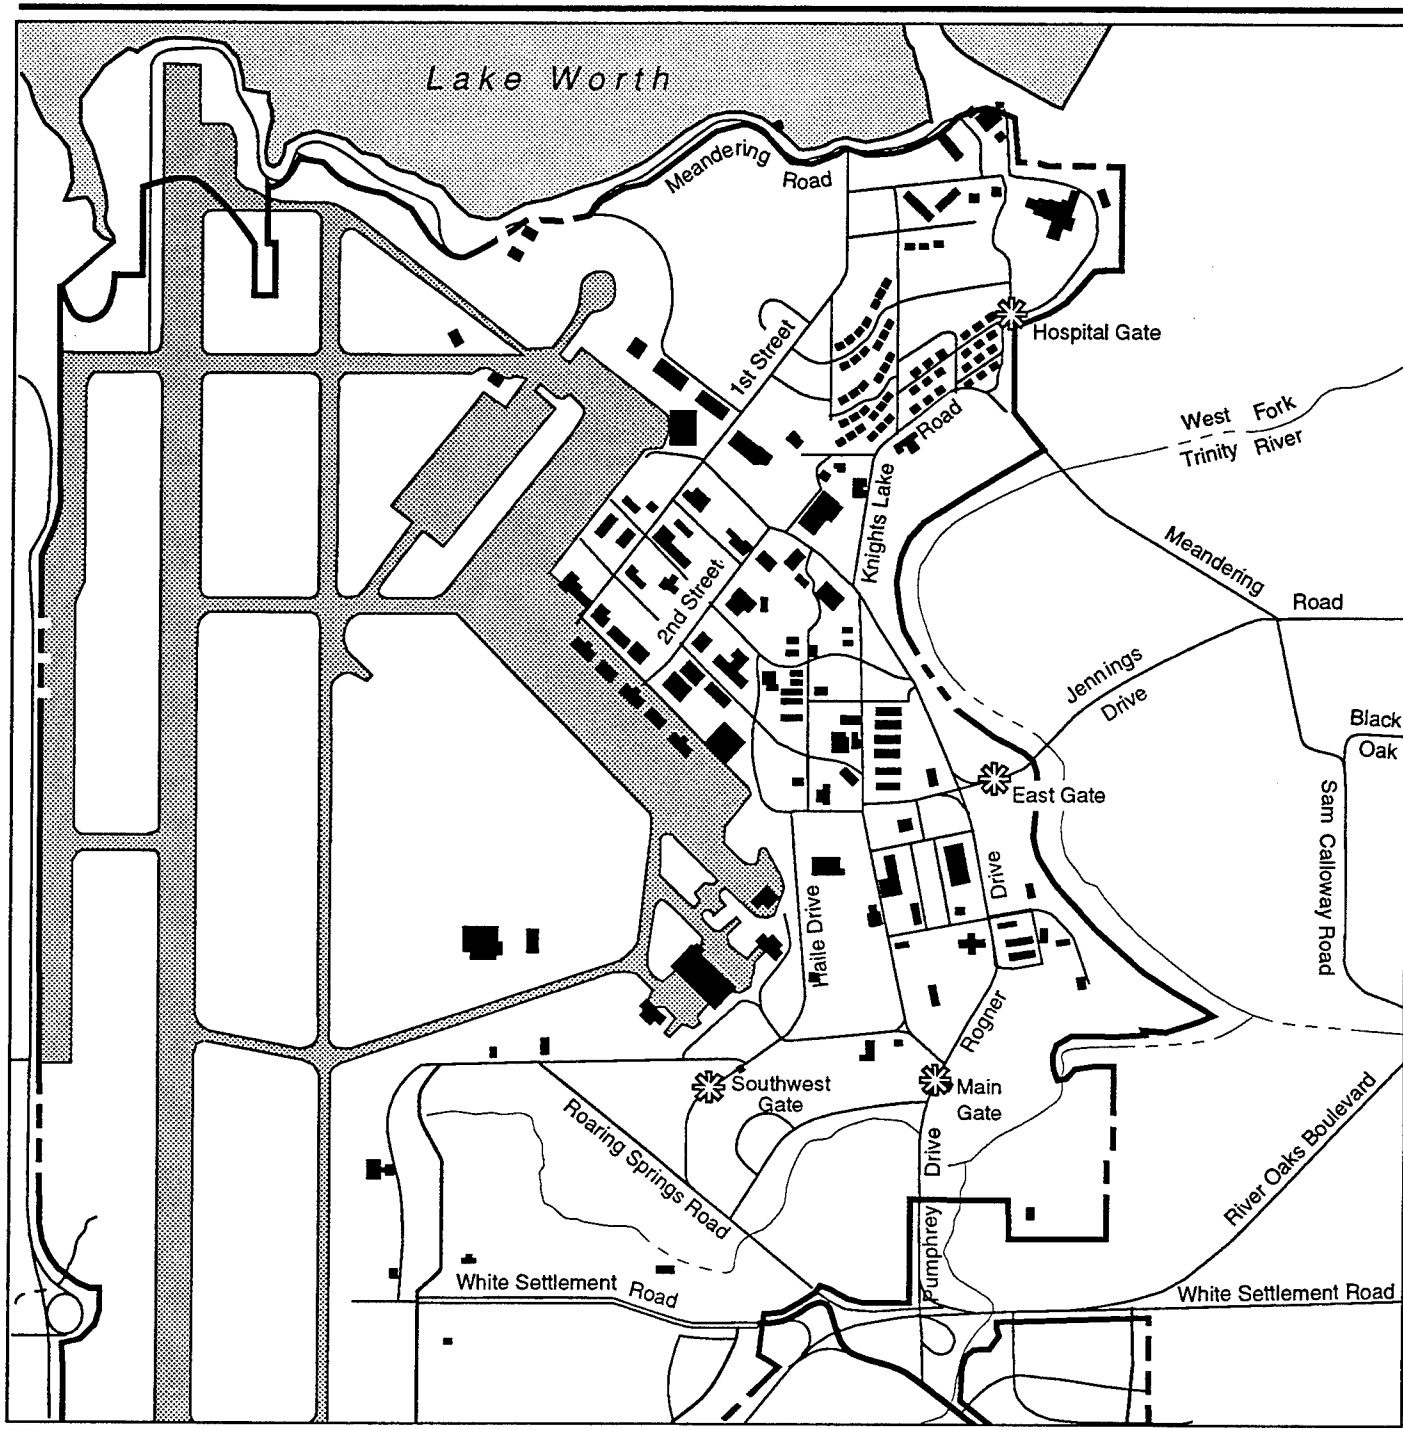 Lake Worth
Meandering
Road
1st Street
Hospital Gate
Road
West Fork
Trinity River
Knights Lake
Meandering
Road
2nd Street
Jennings
Drive
Black
Oak
East Gate
Sam Calloway Road
Drive
Haile Drive
Rogner
Southwest
Gate
Main
Gate
Roaring Springs Road
Drive
River Oaks Boulevard
Pumphrey
White Settlement Road
White Settlement Road